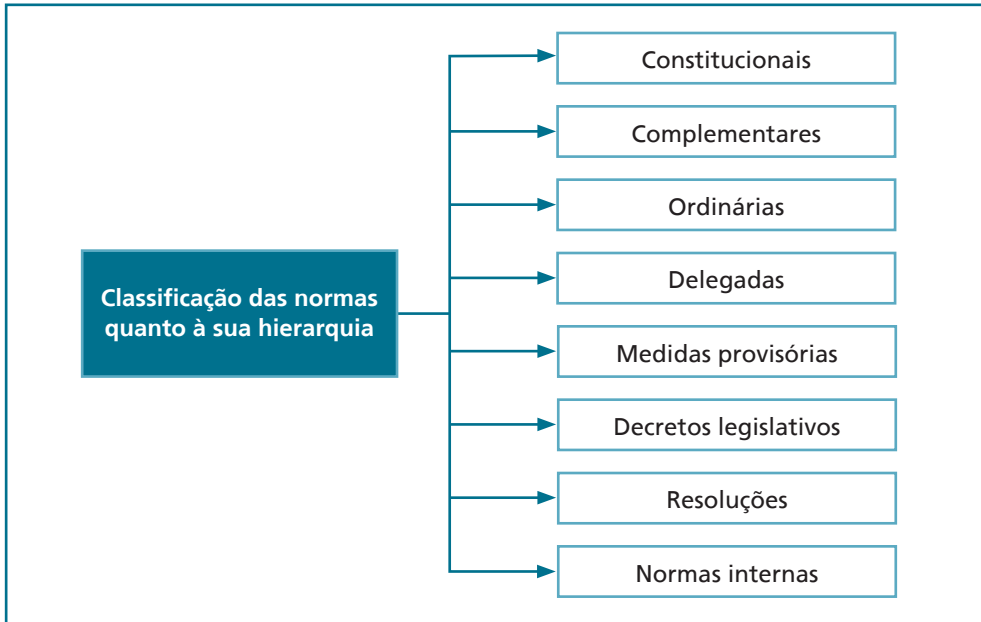 Constitucionais
Complementares
Ordinárias
Delegadas
Classificação das normas
quanto à sua hierarquia
Medidas provisórias
Decretos legislativos
Resoluções
Normas internas